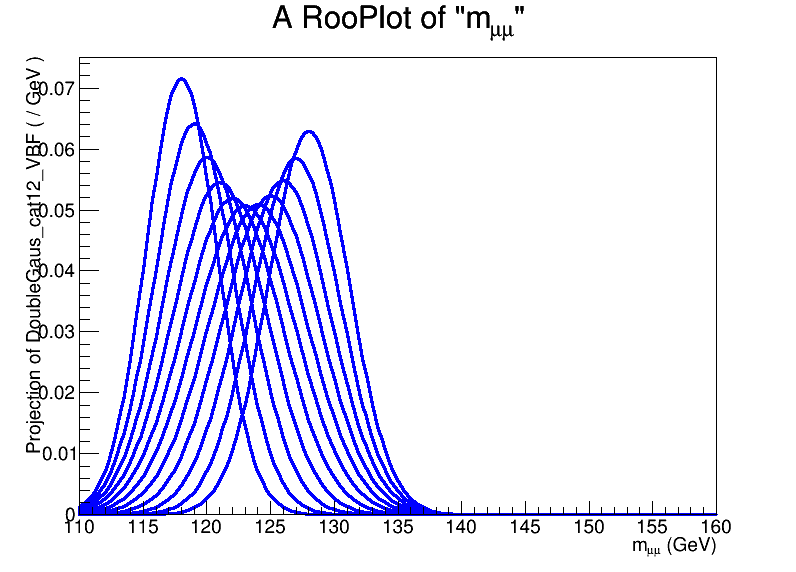 A RooPlot of "mμμ"
Projection of DoubleGaus_cat12_VBF ( / GeV )
0.07
0.06
0.05
0.04
0.03
0.02
0.01
0
110 115 120 125 130 135 140 145 150 155 160
mμμ (GeV)